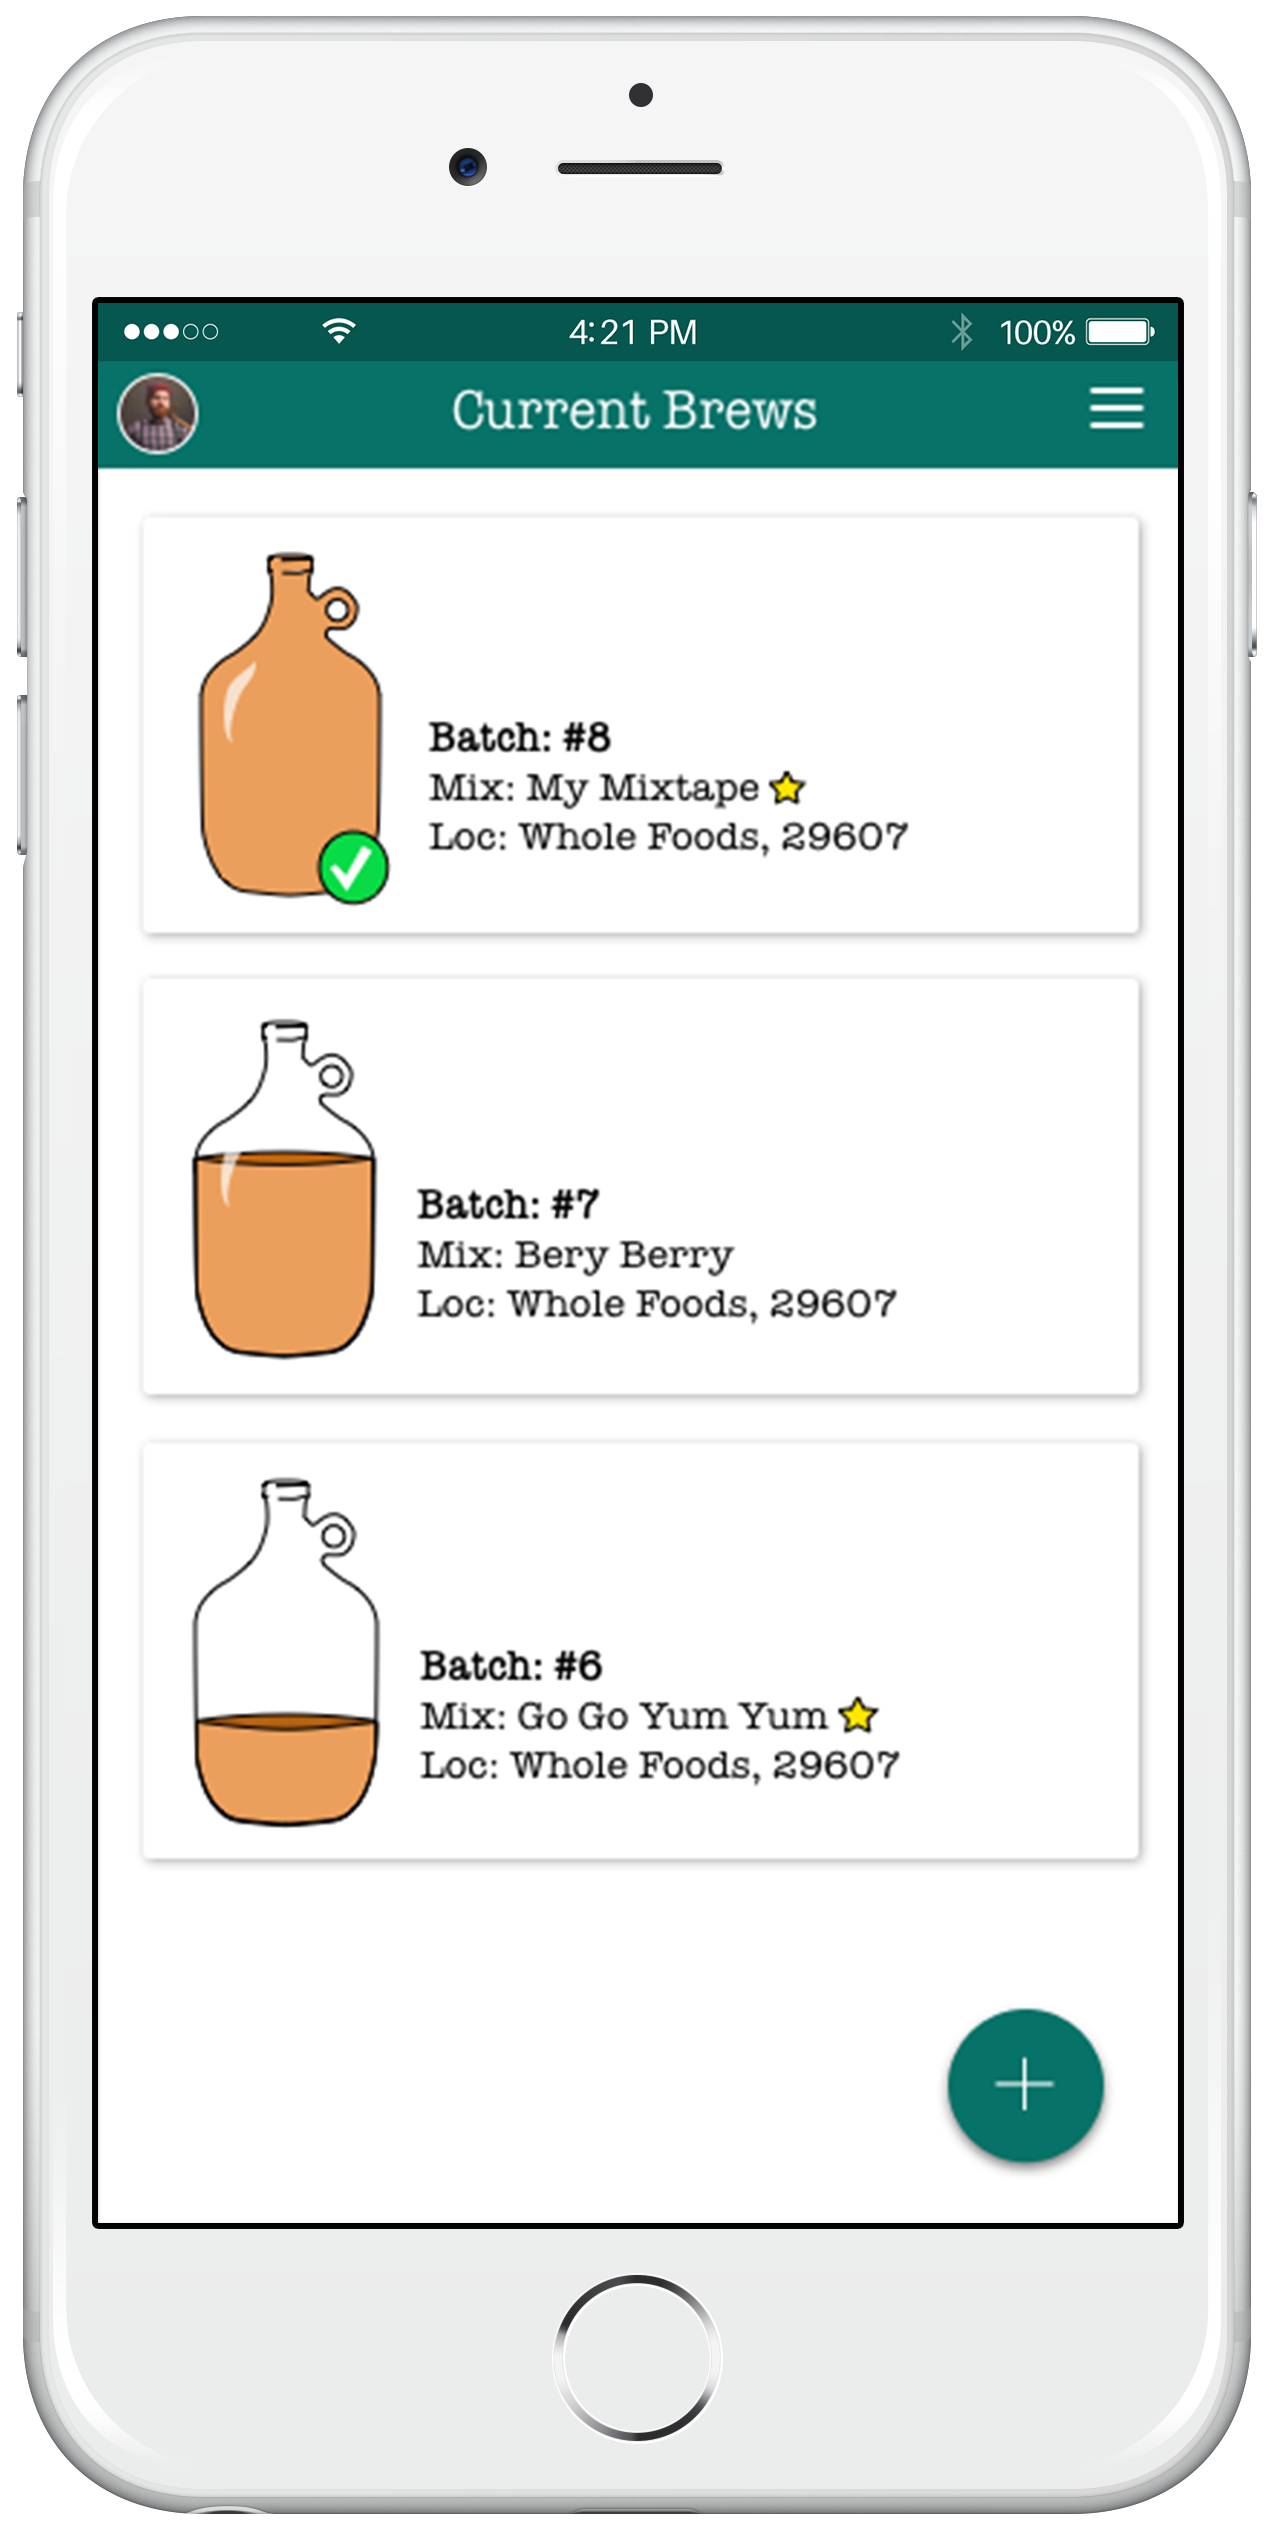 4:21 PM
100%
Current Brews
Batch: #8
Mix: My Mixtape
Loc: Whole Foods, 29607
Batch: #7
Mix: Bery Berry
Loc: Whole Foods, 29607
Batch: #6
Mix: Go Go Yum Yum
Loc: Whole Foods, 29607